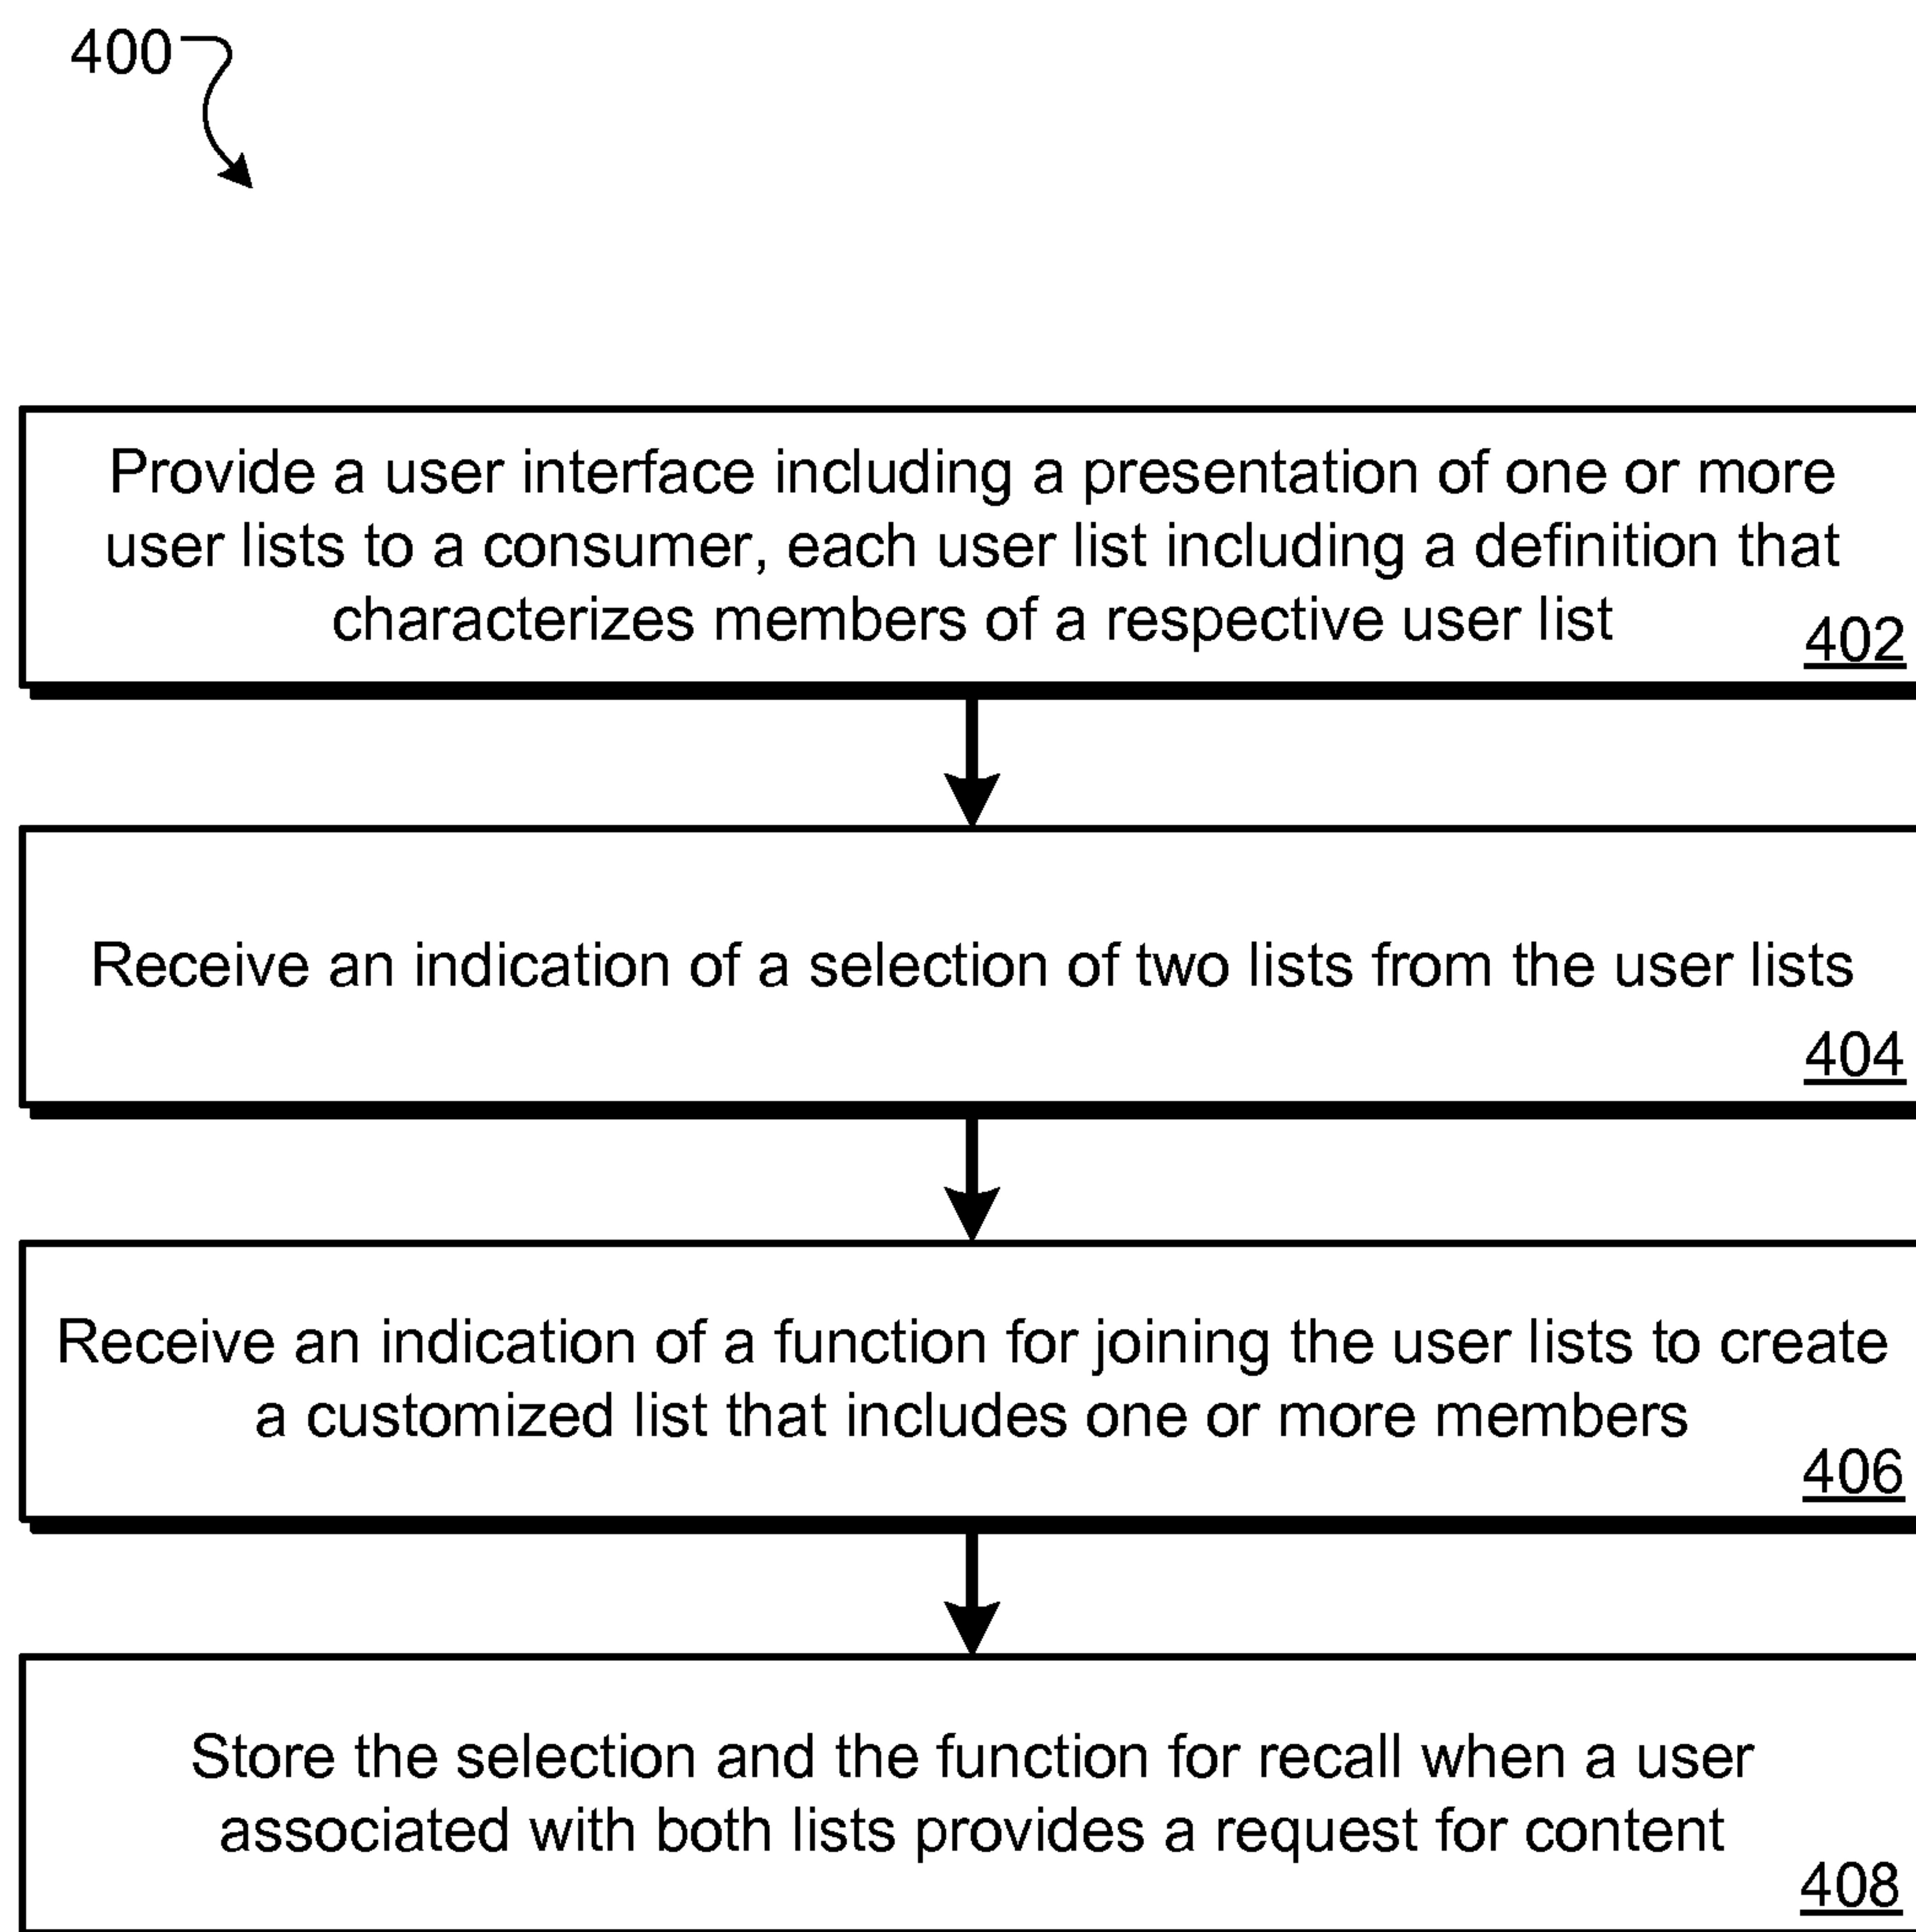 400
Provide a user interface including a presentation of one or more
user lists to a consumer, each user list including a definition that
characterizes members of a respective user list
402
Receive an indication of a selection of two lists from the user lists
404
Receive an indication of a function for joining the user lists to create
a customized list that includes one or more members
406
Store the selection and the function for recall when a user
associated with both lists provides a request for content
408